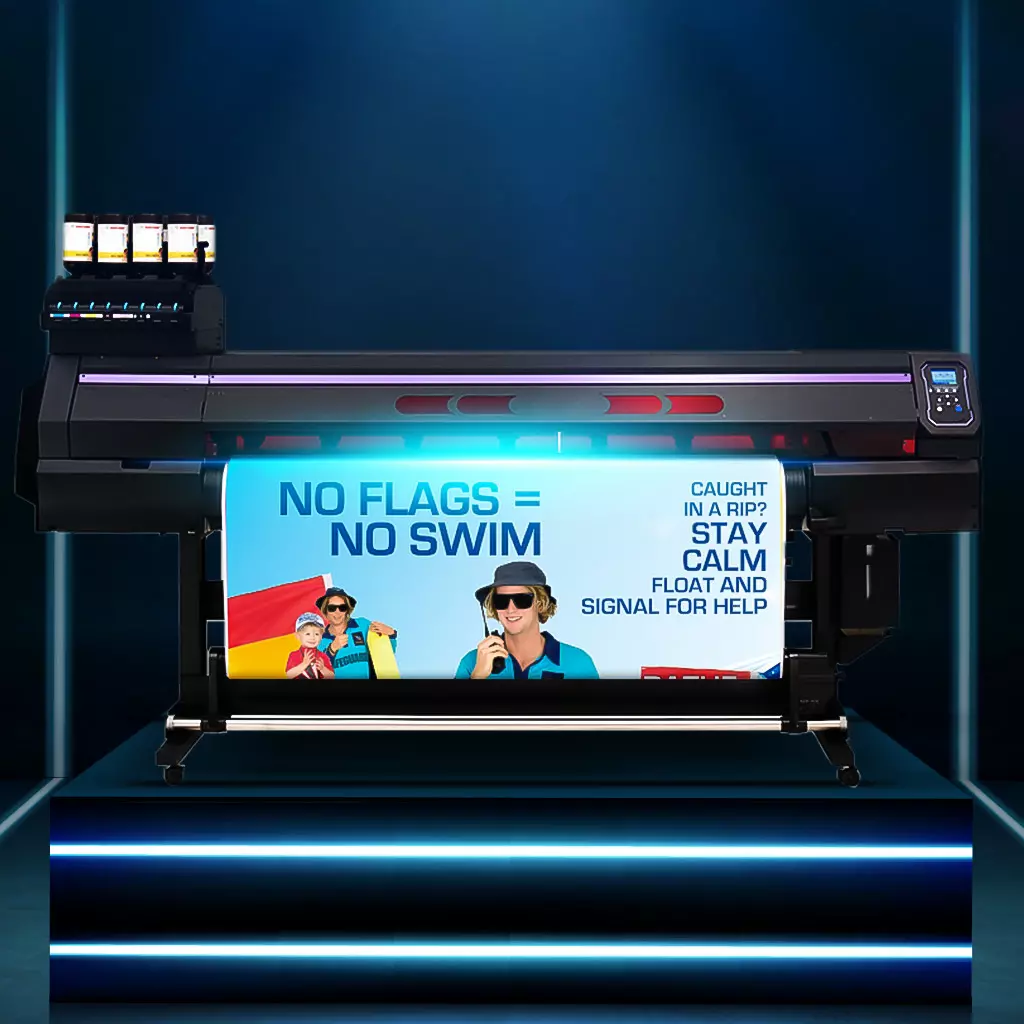 NO FLAGS =
NO SWIM
CAUGHT
IN A RIP?
STAY
CALM
FLOAT AND
SIGNAL FOR HELP